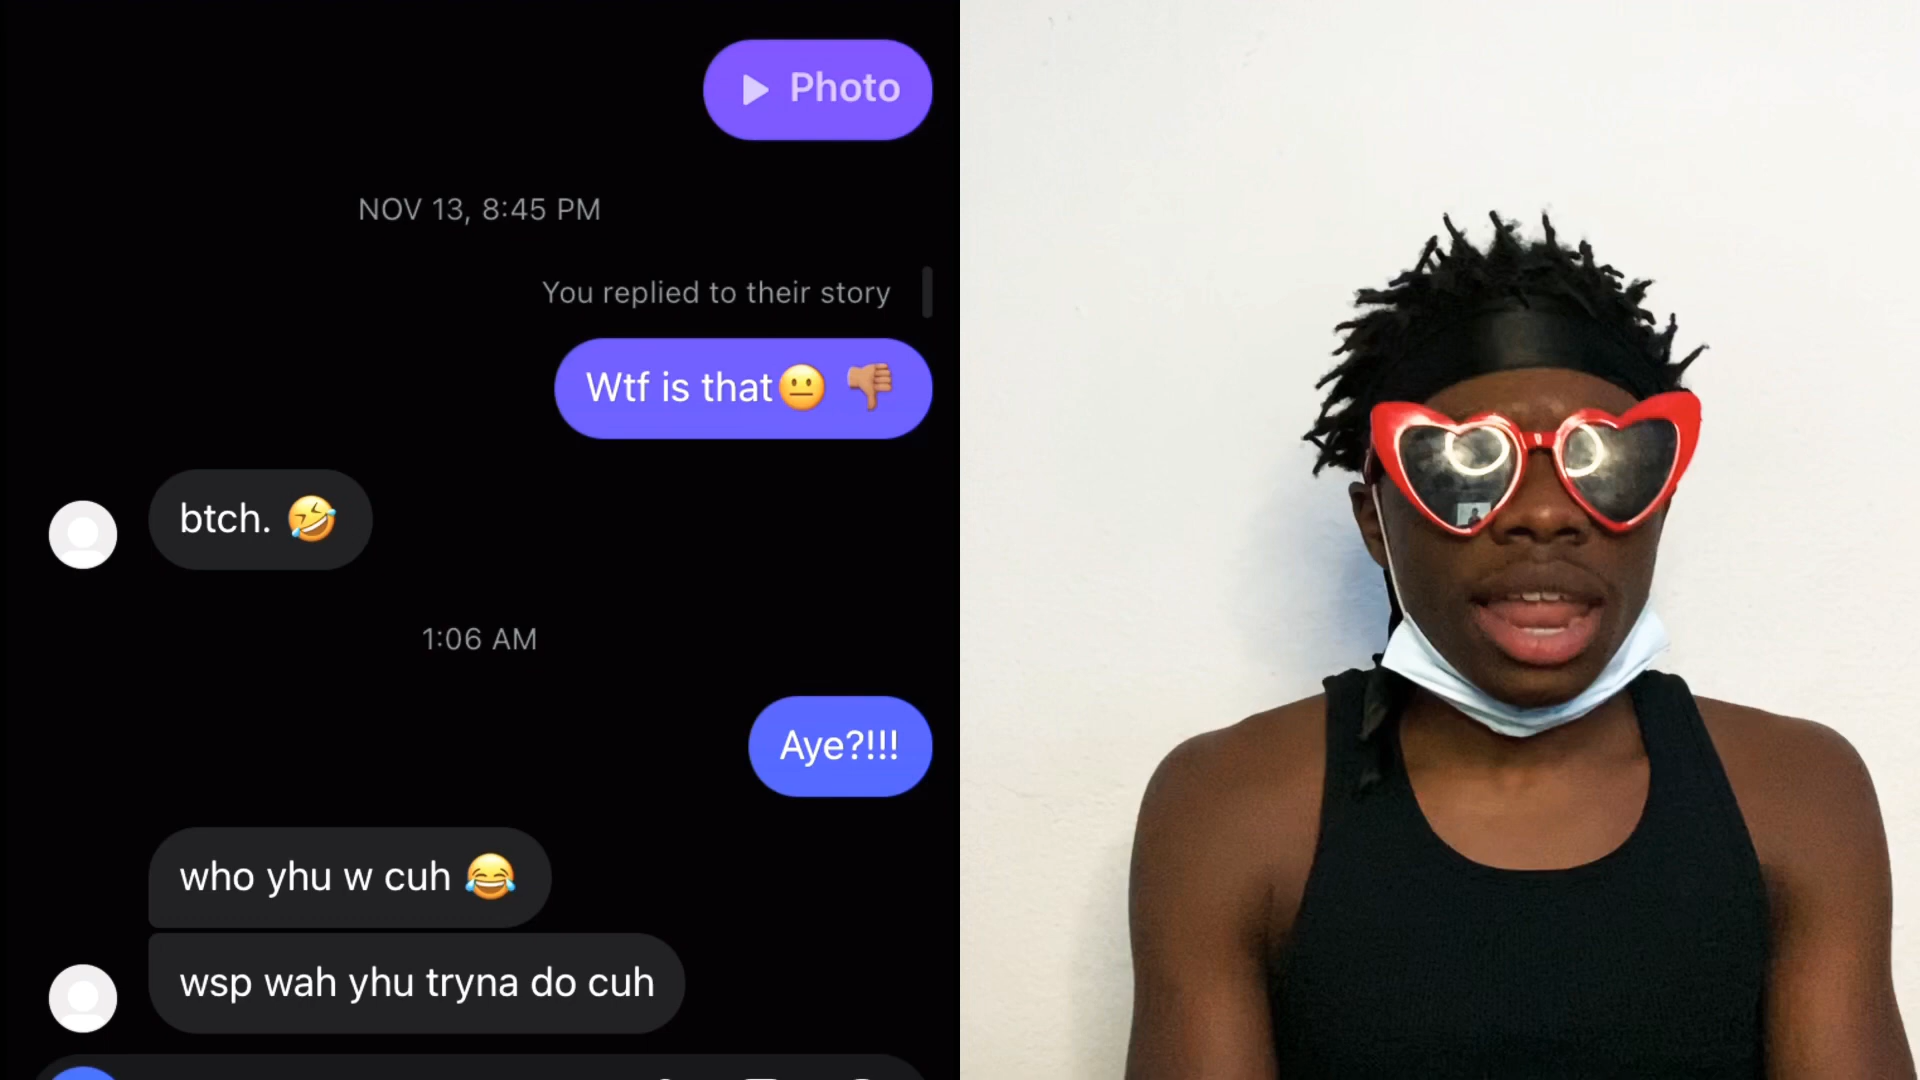 Photo
NOV 13, 8:45 PM
You replied to their story
Wtf is that😐 👎🏽
btch. 🤣
1:06 AM
Aye?!!!
who yhu w cuh 😂
wsp wah yhu tryna do cuh